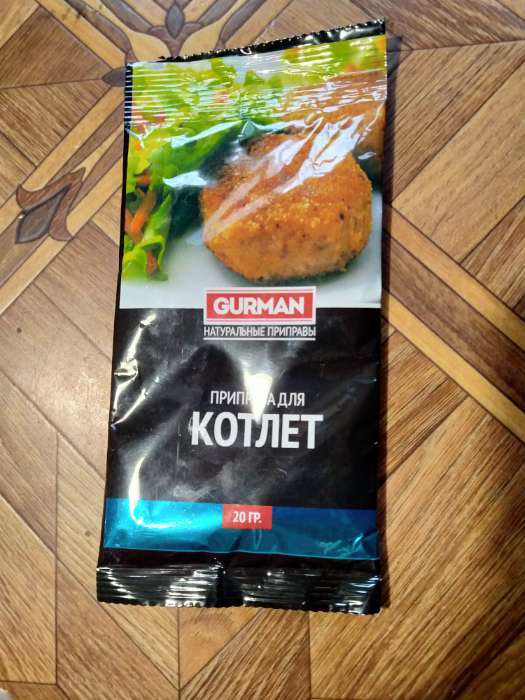 GURMAN
НАТУРАЛЬНЫЕ ПРИПРАВЫ
ПРИПРАВА ДЛЯ
КОТЛЕТ
20 ГР.